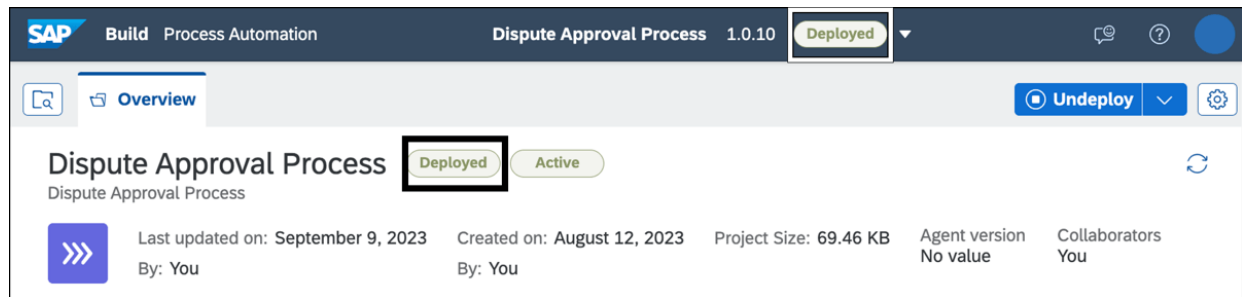 SAP Build Process Automation Dispute Approval Process 1.0.10 Deployed
Overview Undeploy
Dispute Approval Process Deployed Active
Dispute Approval Process
Last updated on: September 9, 2023 Created on: August 12, 2023 Project Size: 69.46 KB Agent version Collaborators
No value You
By: You By: You